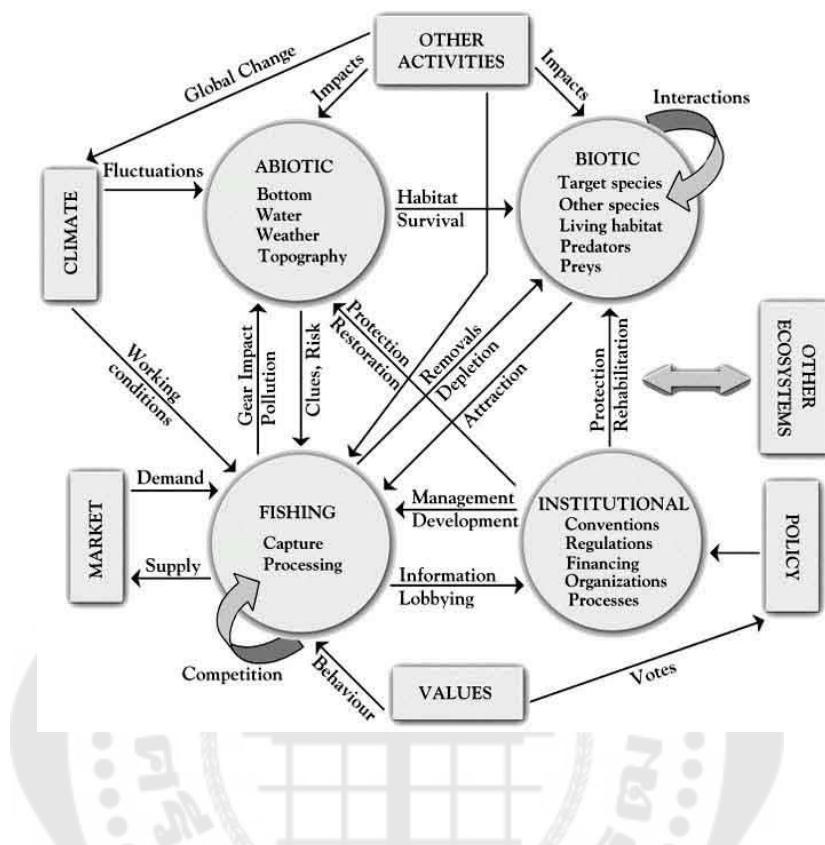 OTHER
ACTIVITIES
Global Change
Impacts
Impacts
Interactions
CLIMATE
Fluctuations
ABIOTIC
Bottom
Water
Weather
Topography
Habitat
Survival
BIOTIC
Target species
Other species
Living habitat
Predators
Preys
Working
conditions
Gear Impact
Pollution
Clues, Risk
Protection
Restoration
Removals
Depletion
Attraction
Protection
Rehabilitation
OTHER
ECOSYSTEMS
MARKET
Demand
Supply
FISHING
Capture
Processing
Management
Development
Information
Lobbying
INSTITUTIONAL
Conventions
Regulations
Financing
Organizations
Processes
POLICY
Competition
Behaviour
VALUES
Votes